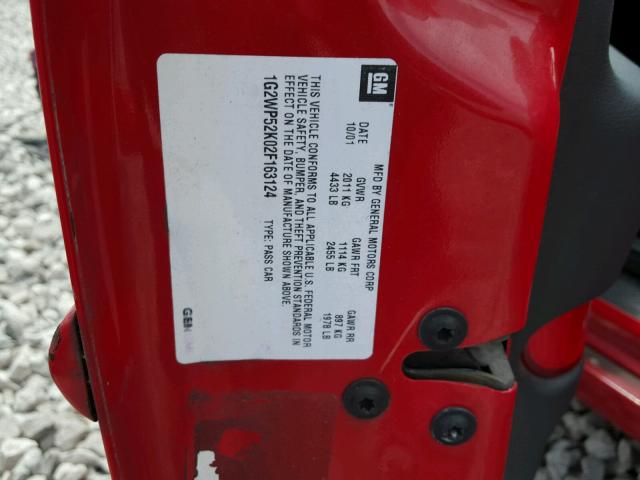 GM
MFD BY GENERAL MOTORS CORP
DATE GVWR GAWR FRT GAWR RR
10/01 2011 KG 1114 KG 897 KG
4433 LB 2455 LB 1978 LB
THIS VEHICLE CONFORMS TO ALL APPLICABLE U.S. FEDERAL MOTOR
VEHICLE SAFETY, BUMPER, AND THEFT PREVENTION STANDARDS IN
EFFECT ON THE DATE OF MANUFACTURE SHOWN ABOVE.
1G2WP52K02F163124 TYPE: PASS CAR